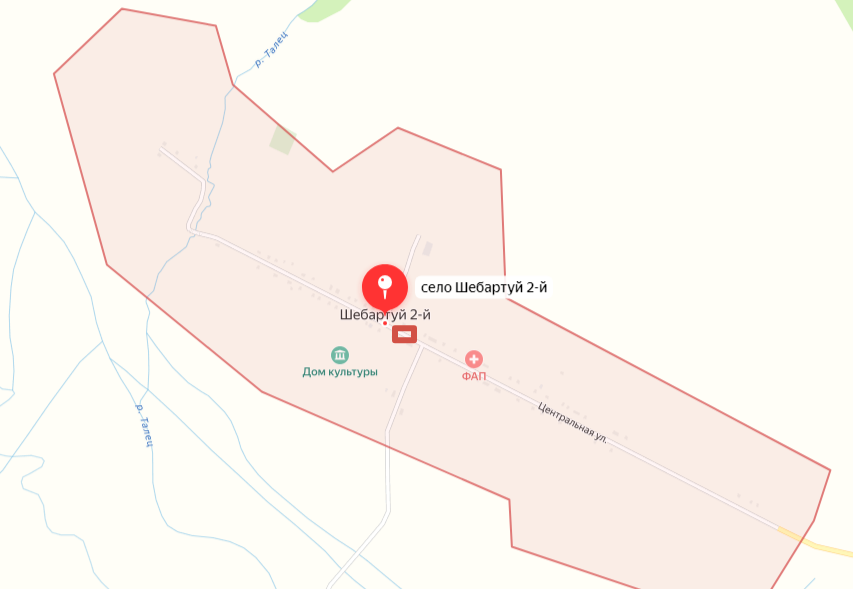 р. Талец
село Шебартуй 2-й
Шебартуй 2-й
Дом культуры
ФАП
Центральная ул.
р. Талец